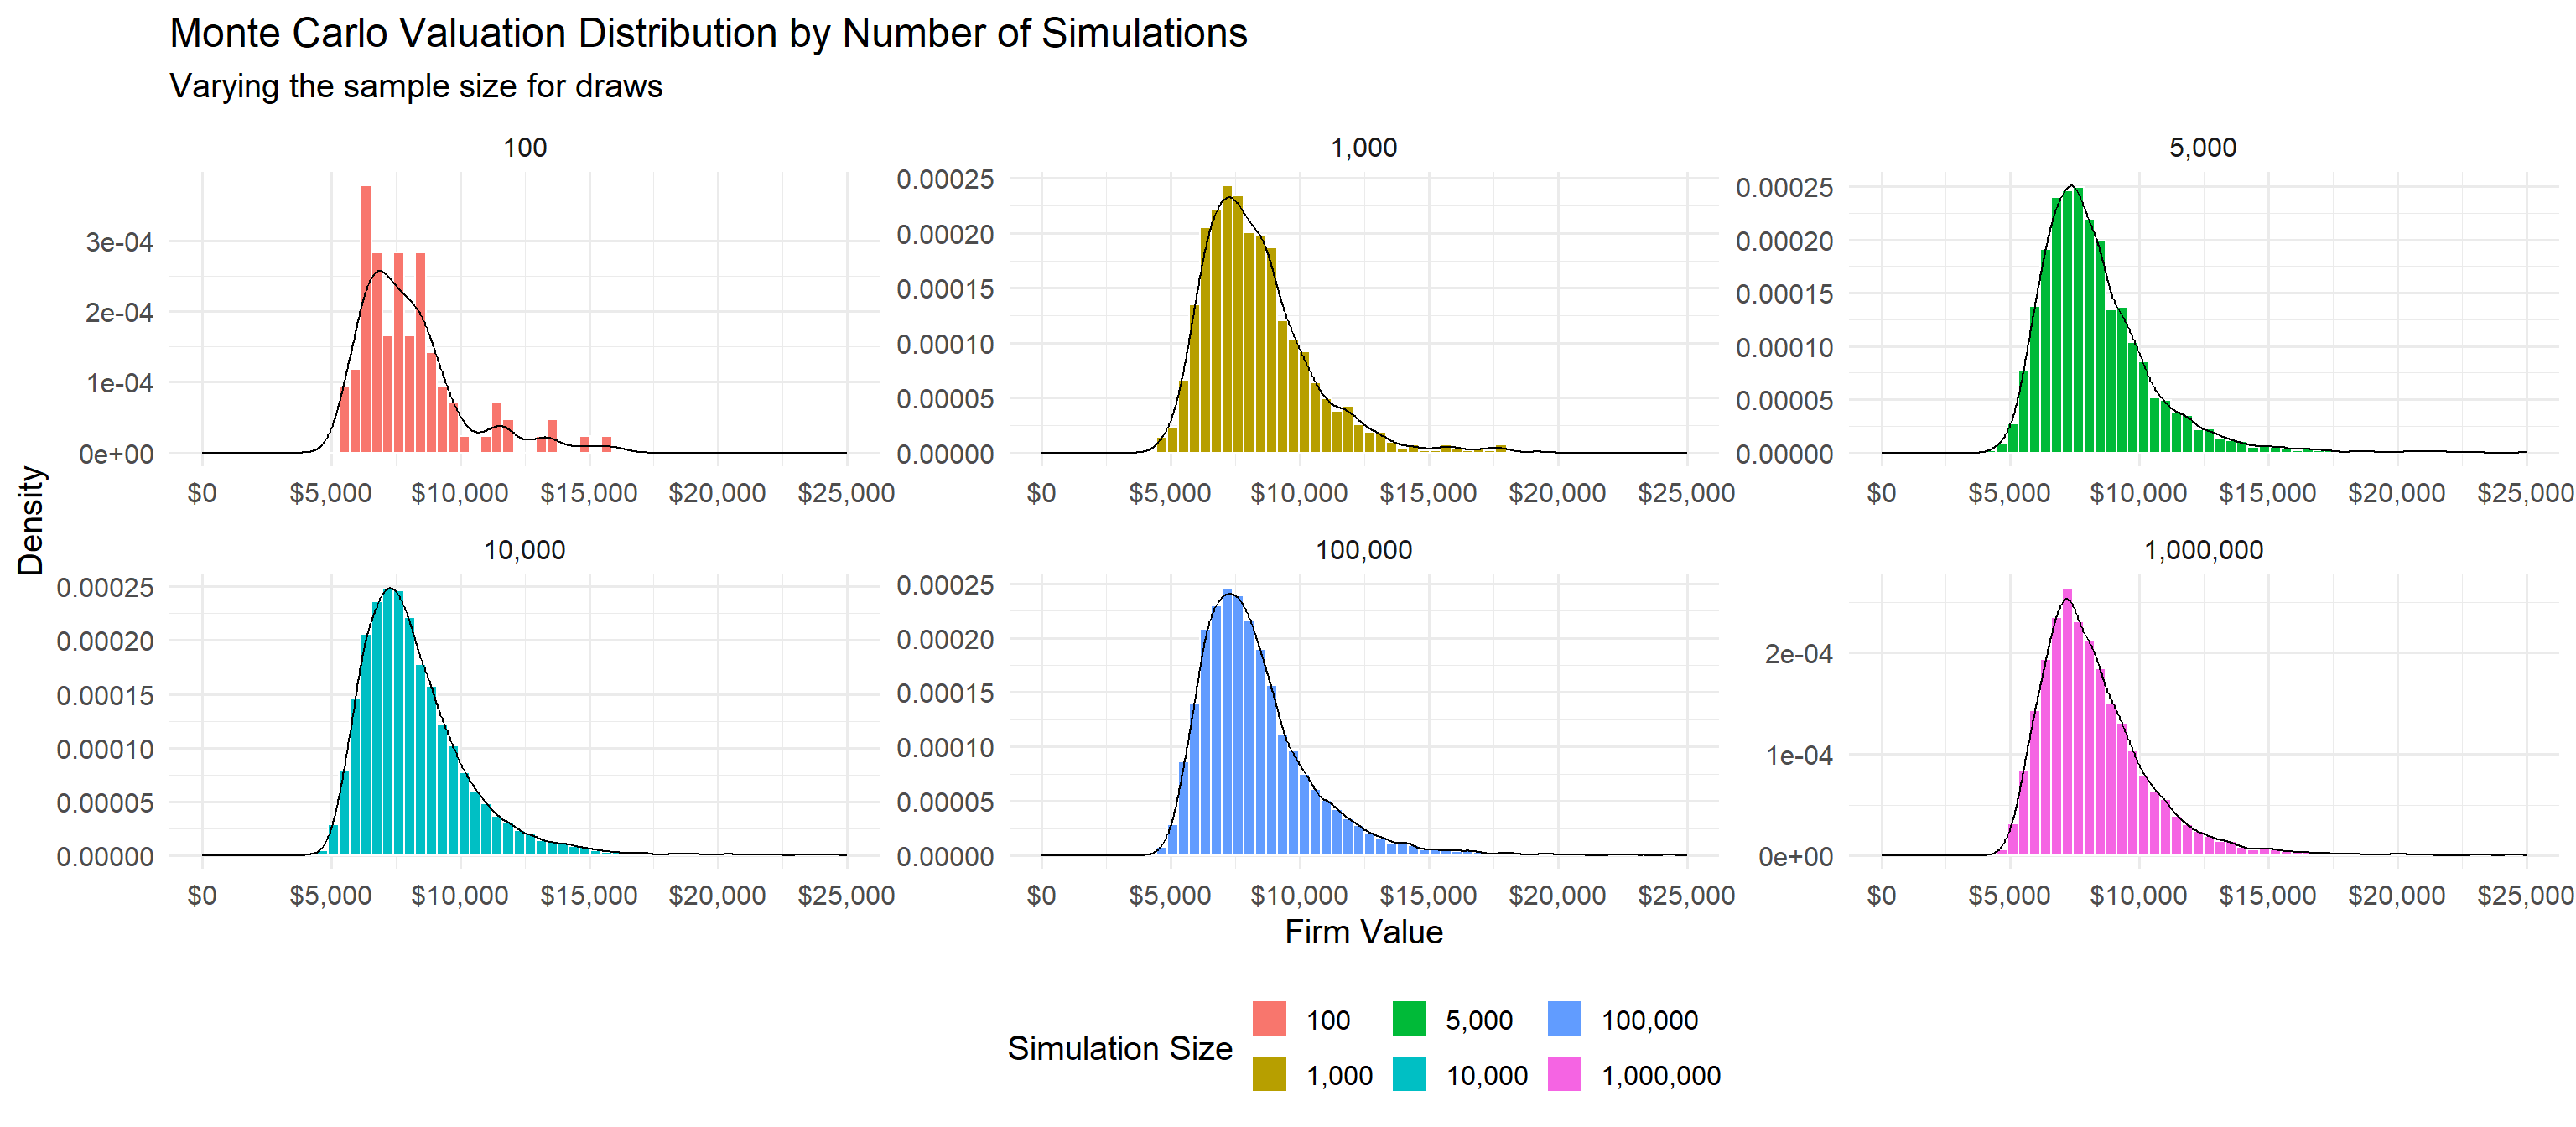 Monte Carlo Valuation Distribution by Number of Simulations
Varying the sample size for draws
100
1,000
5,000
3e-04
2e-04
1e-04
0e+00
0.00025
0.00020
0.00015
0.00010
0.00005
0.00000
0.00025
0.00020
0.00015
0.00010
0.00005
0.00000
$0 $5,000 $10,000 $15,000 $20,000 $25,000
$0 $5,000 $10,000 $15,000 $20,000 $25,000
$0 $5,000 $10,000 $15,000 $20,000 $25,000
Density
10,000
100,000
1,000,000
0.00025
0.00020
0.00015
0.00010
0.00005
0.00000
0.00025
0.00020
0.00015
0.00010
0.00005
0.00000
2e-04
1e-04
0e+00
$0 $5,000 $10,000 $15,000 $20,000 $25,000
$0 $5,000 $10,000 $15,000 $20,000 $25,000
$0 $5,000 $10,000 $15,000 $20,000 $25,000
Firm Value
Simulation Size
100 5,000 100,000
1,000 10,000 1,000,000